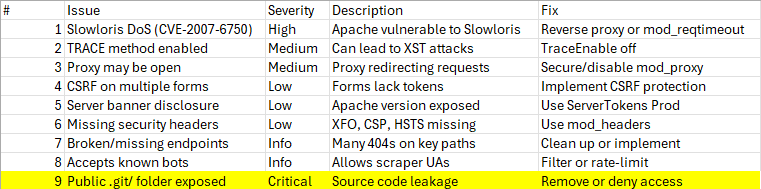 # Issue Severity Description Fix
1 Slowloris DoS (CVE-2007-6750) High Apache vulnerable to Slowloris Reverse proxy or mod_reqtimeout
2 TRACE method enabled Medium Can lead to XST attacks TraceEnable off
3 Proxy may be open Medium Proxy redirecting requests Secure/disable mod_proxy
4 CSRF on multiple forms Low Forms lack tokens Implement CSRF protection
5 Server banner disclosure Low Apache version exposed Use ServerTokens Prod
6 Missing security headers Low XFO, CSP, HSTS missing Use mod_headers
7 Broken/missing endpoints Info Many 404s on key paths Clean up or implement
8 Accepts known bots Info Allows scraper UAs Filter or rate-limit
9 Public .git/ folder exposed Critical Source code leakage Remove or deny access